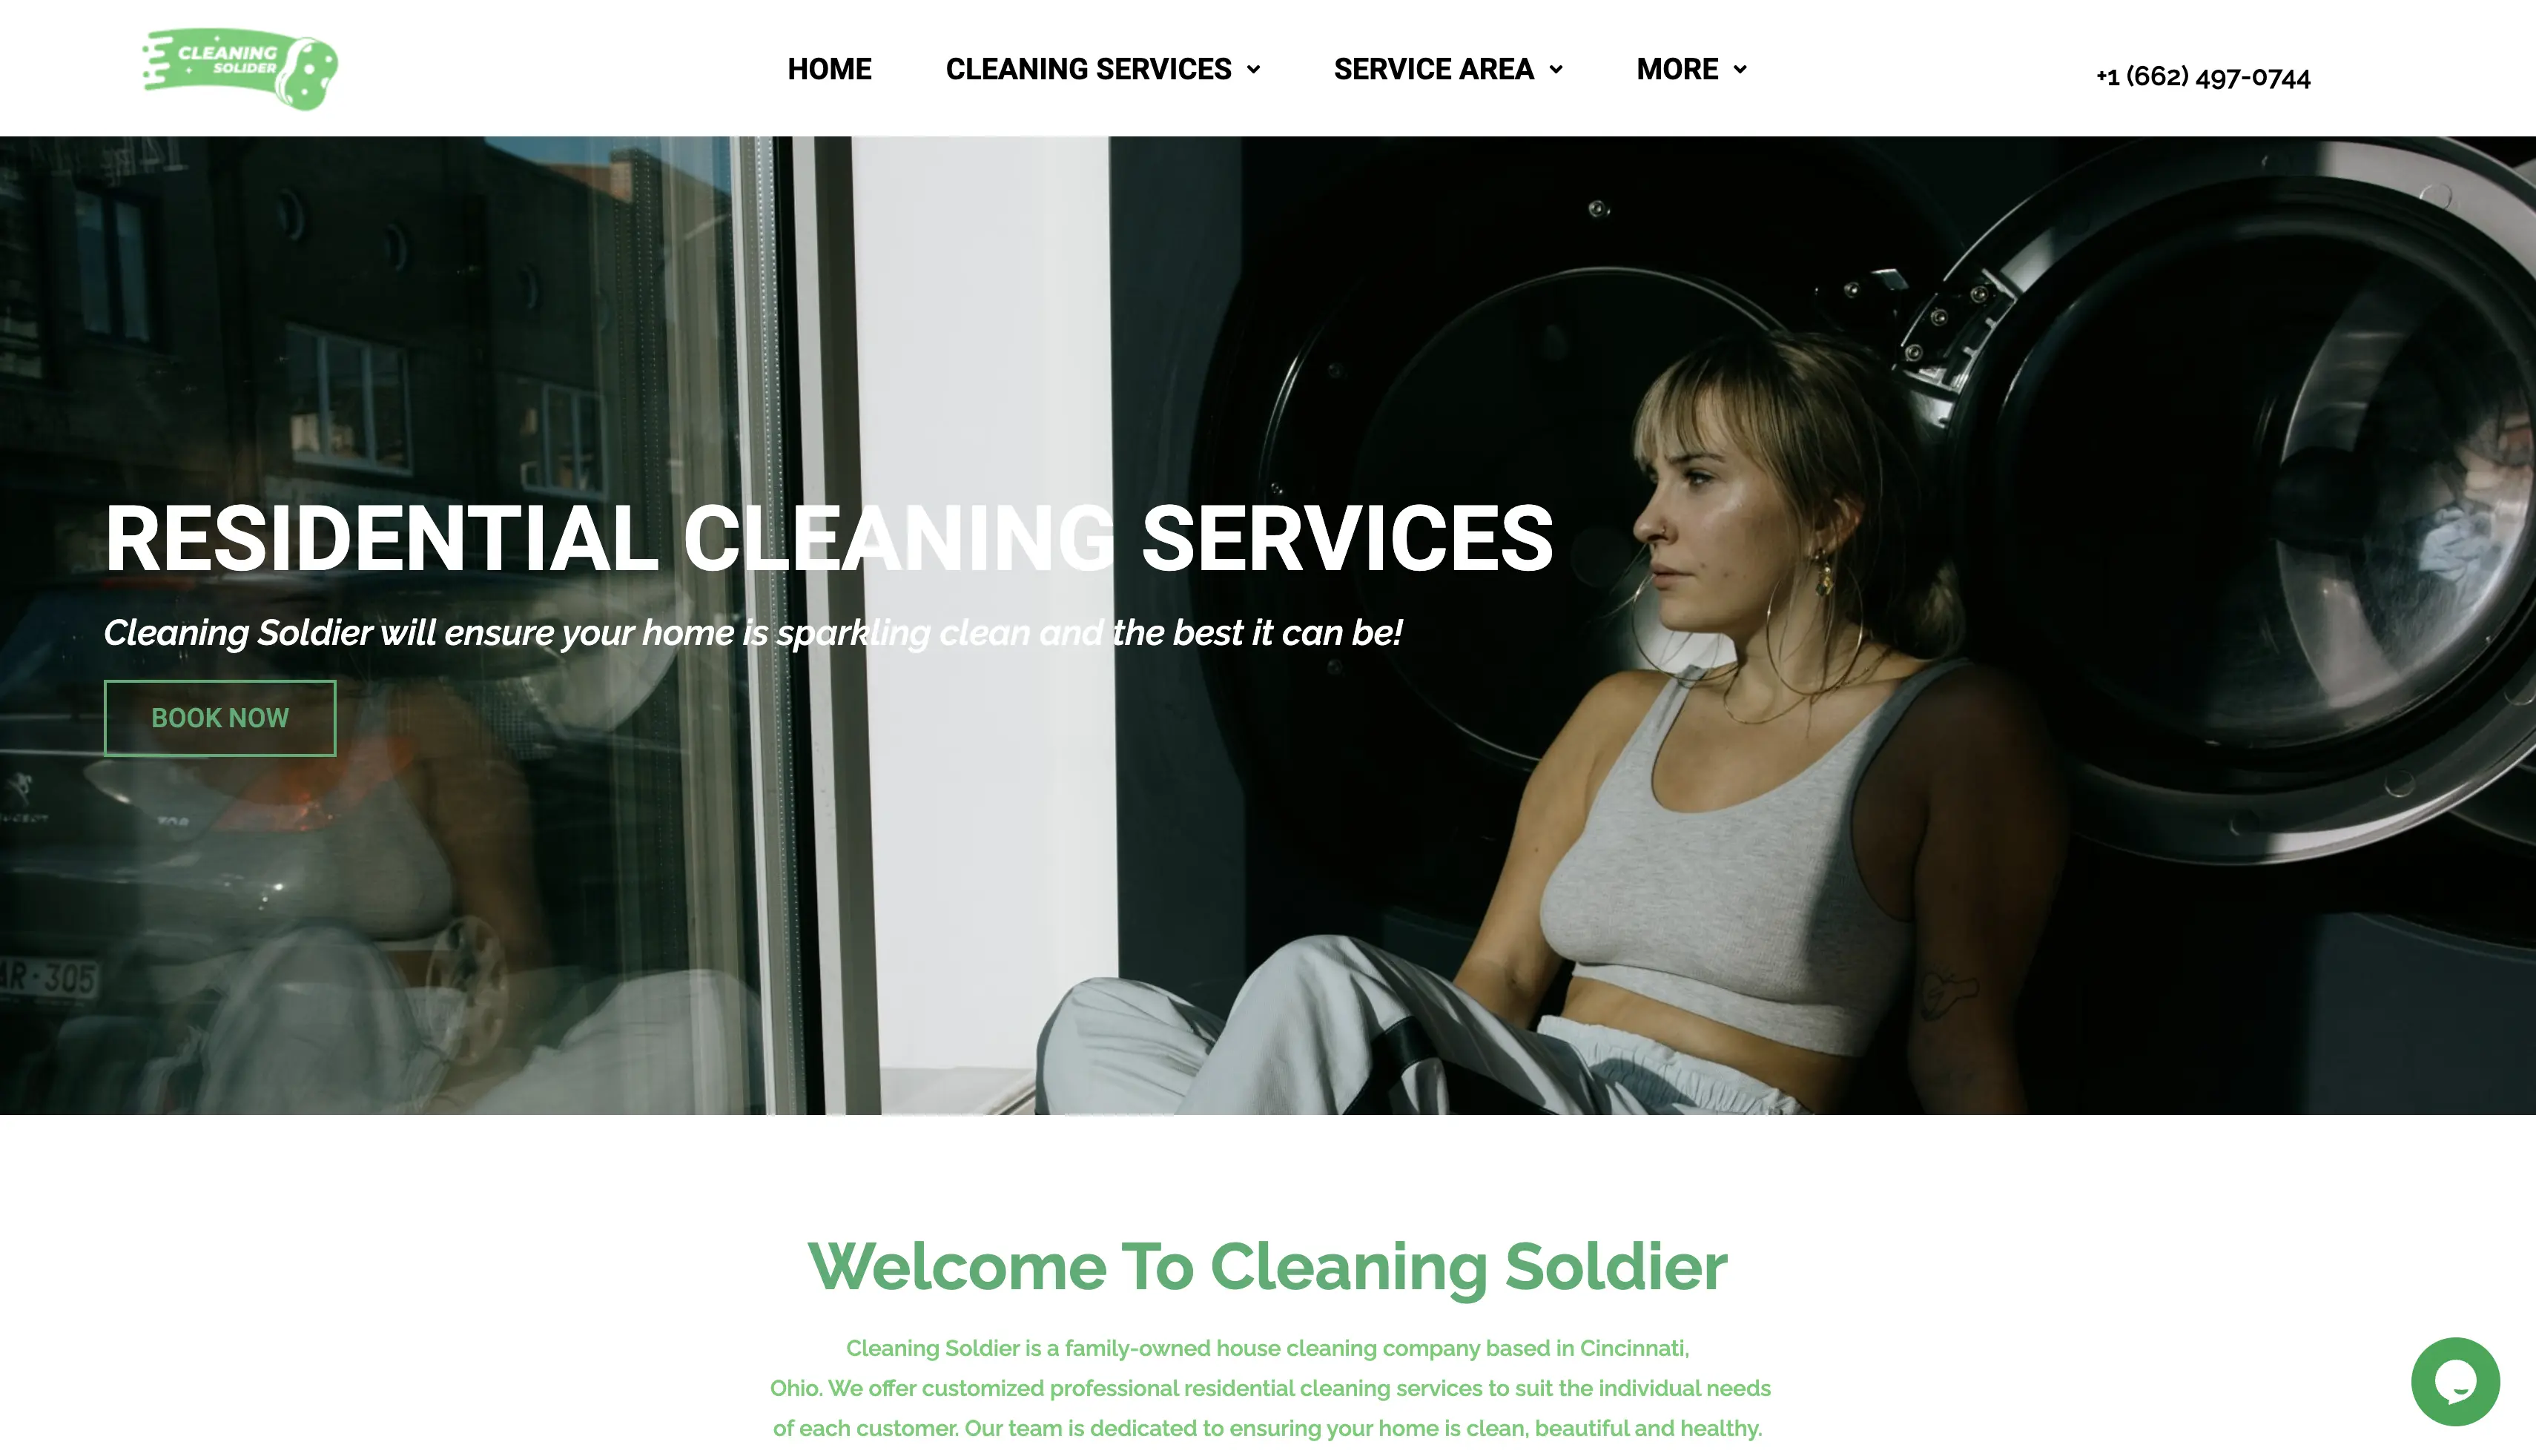 CLEANING
SOLIDER
HOME
CLEANING SERVICES
SERVICE AREA
MORE
+1 (662) 497-0744
RESIDENTIAL CLEANING SERVICES
Cleaning Soldier will ensure your home is sparkling clean and the best it can be!
BOOK NOW
AR·305
Welcome To Cleaning Soldier
Cleaning Soldier is a family-owned house cleaning company based in Cincinnati,
Ohio. We offer customized professional residential cleaning services to suit the individual needs
of each customer. Our team is dedicated to ensuring your home is clean, beautiful and healthy.